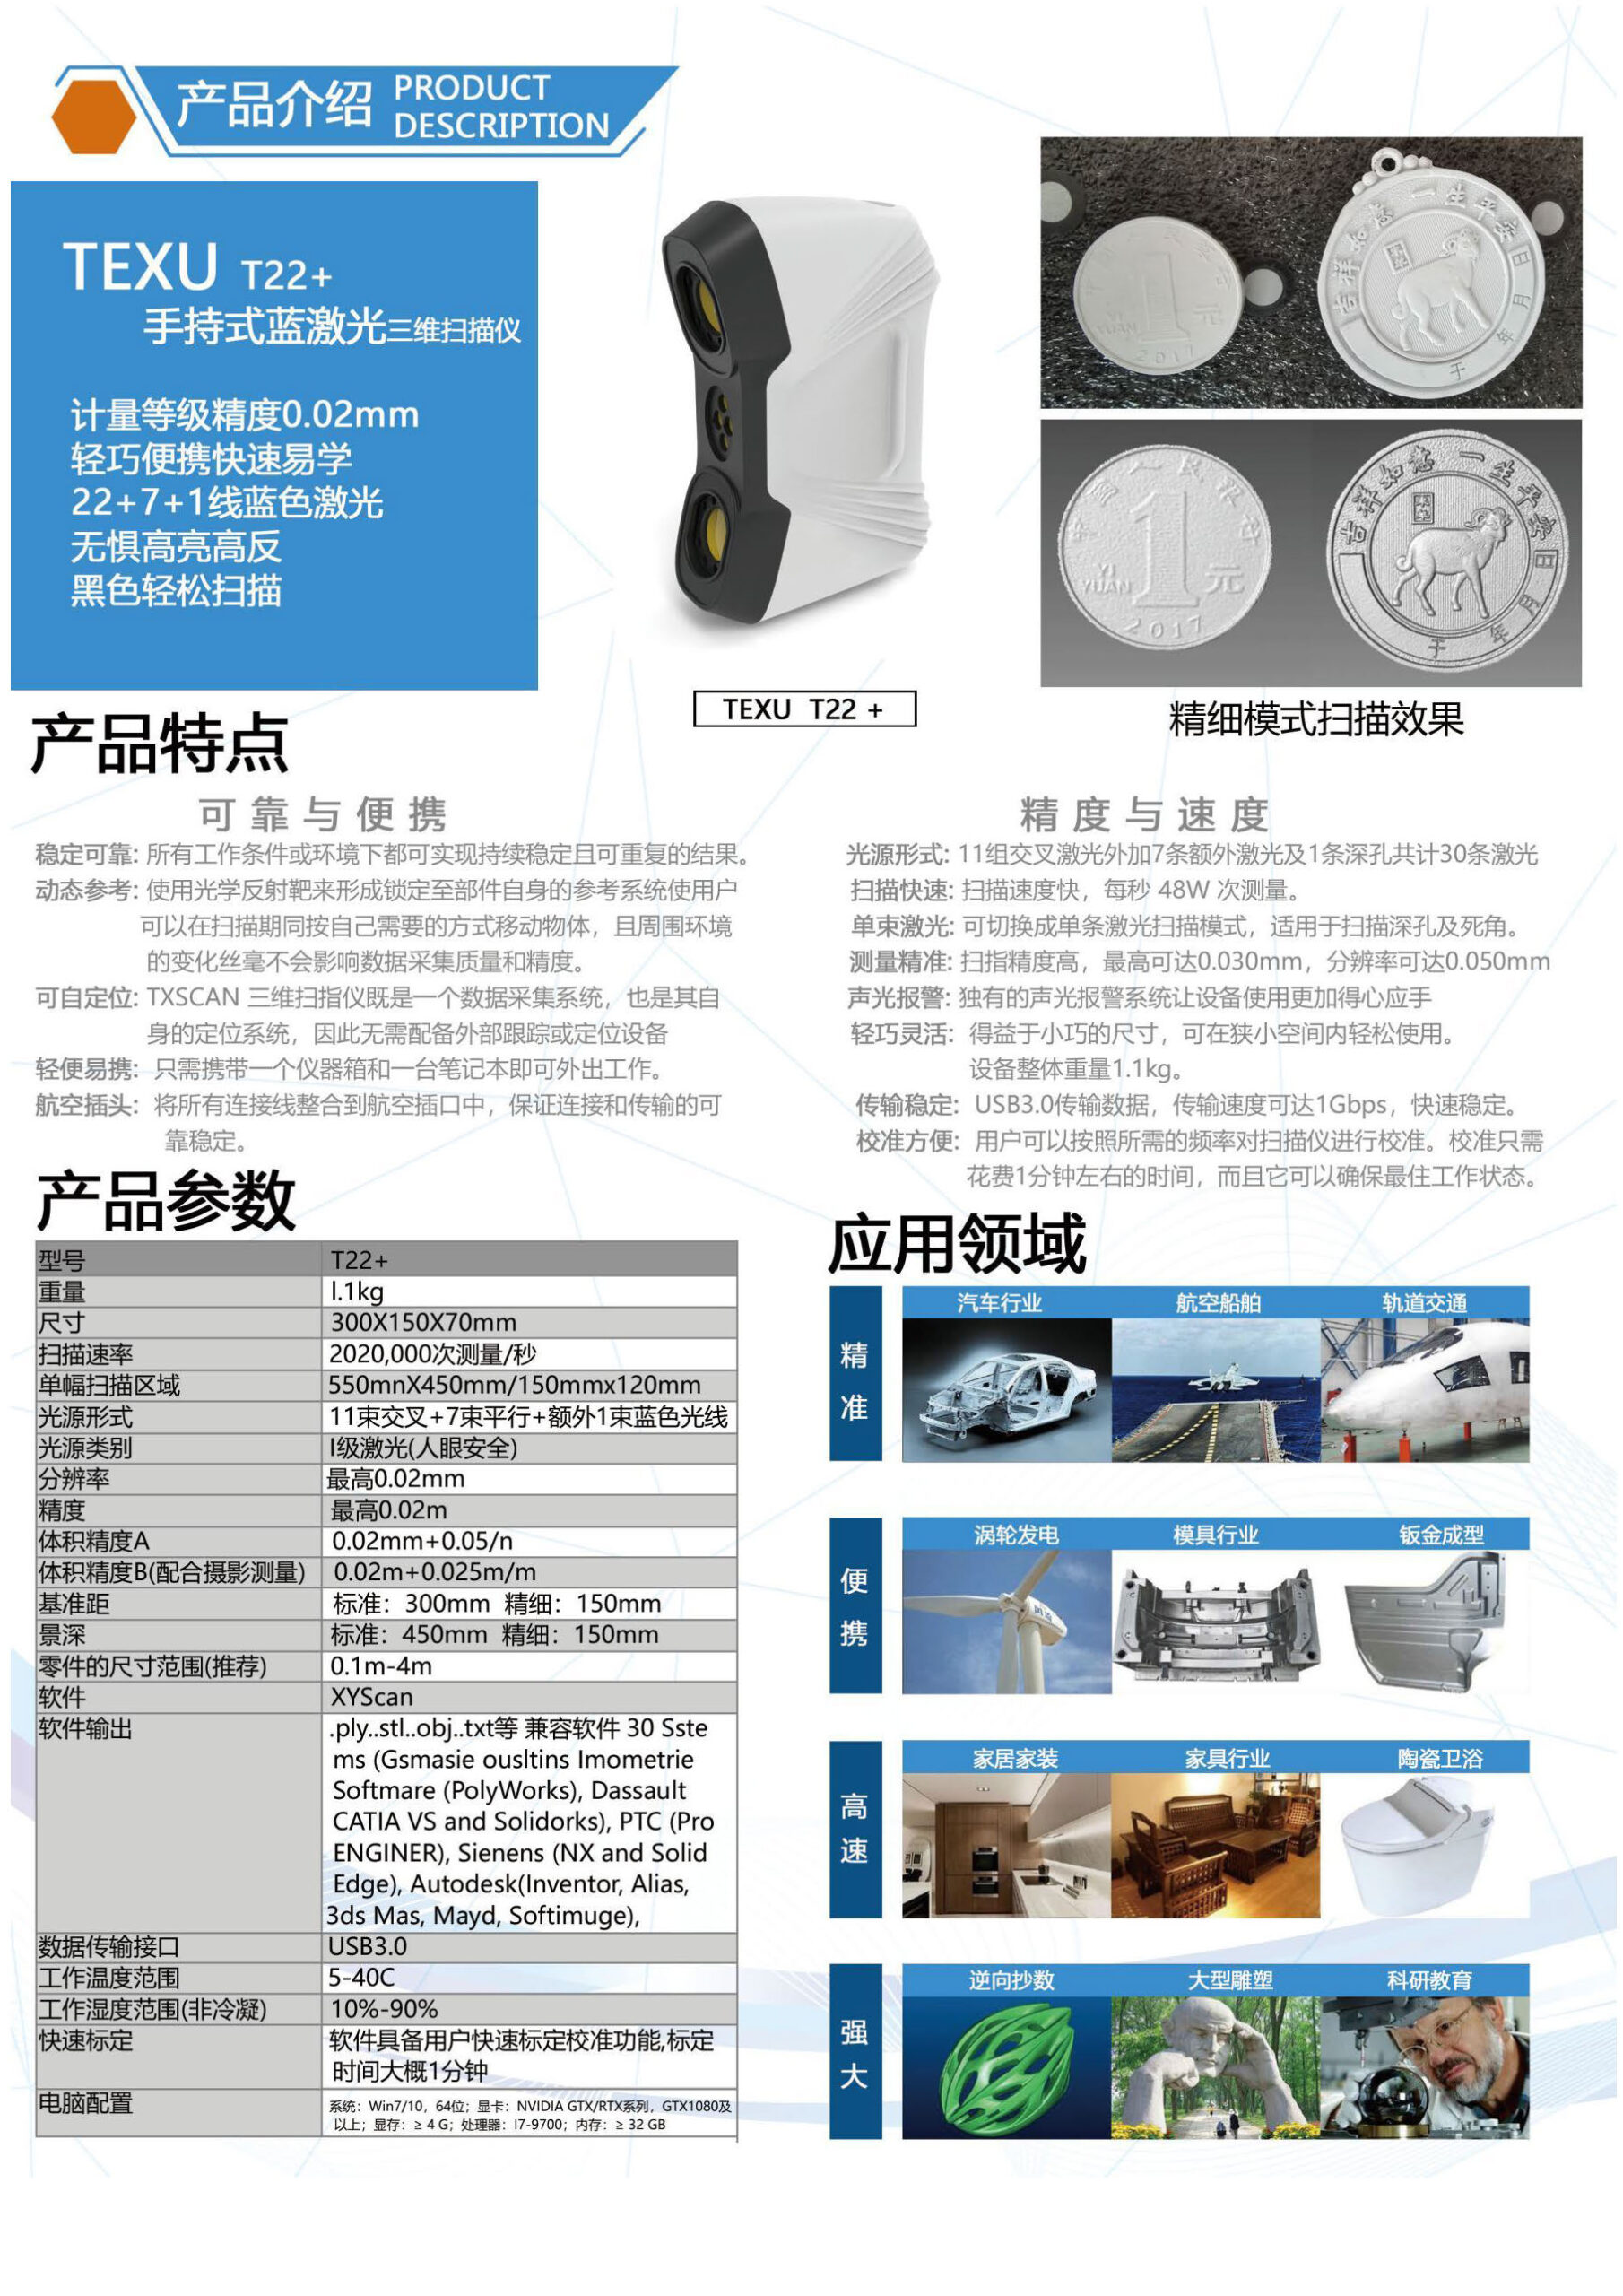 产品介绍
PRODUCT
DESCRIPTION
TEXU T22+
手持式蓝激光三维扫描仪
计量等级精度0.02mm
轻巧便携快速易学
22+7+1线蓝色激光
无惧高亮高反
黑色轻松扫描
TEXU T22 +
吉祥如意 一生平安
日
月
年
于
1
YI
YUAN
元
2017
吉祥如意 一生平安
日
月
年
于
1
YI
YUAN
元
2017
精细模式扫描效果
产品特点
可靠与便携
稳定可靠: 所有工作条件或环境下都可实现持续稳定且可重复的结果。
动态参考: 使用光学反射靶来形成锁定至部件自身的参考系统使用户
可以在扫描期同按自己需要的方式移动物体，且周围环境
的变化丝毫不会影响数据采集质量和精度。
可自定位: TXSCAN 三维扫指仪既是一个数据采集系统，也是其自
身的定位系统，因此无需配备外部跟踪或定位设备
轻便易携: 只需携带一个仪器箱和一台笔记本即可外出工作。
航空插头: 将所有连接线整合到航空插口中，保证连接和传输的可
靠稳定。
精度与速度
光源形式: 11组交叉激光外加7条额外激光及1条深孔共计30条激光
扫描快速: 扫描速度快，每秒 48W 次测量。
单束激光: 可切换成单条激光扫描模式，适用于扫描深孔及死角。
测量精准: 扫指精度高，最高可达0.030mm，分辨率可达0.050mm
声光报警: 独有的声光报警系统让设备使用更加得心应手
轻巧灵活: 得益于小巧的尺寸，可在狭小空间内轻松使用。
设备整体重量1.1kg。
传输稳定: USB3.0传输数据，传输速度可达1Gbps，快速稳定。
校准方便: 用户可以按照所需的频率对扫描仪进行校准。校准只需
花费1分钟左右的时间，而且它可以确保最住工作状态。
产品参数
型号 T22+
重量 l.1kg
尺寸 300X150X70mm
扫描速率 2020,000次测量/秒
单幅扫描区域 550mnX450mm/150mmx120mm
光源形式 11束交叉+7束平行+额外1束蓝色光线
光源类别 I级激光(人眼安全)
分辨率 最高0.02mm
精度 最高0.02m
体积精度A 0.02mm+0.05/n
体积精度B(配合摄影测量) 0.02m+0.025m/m
基准距 标准：300mm 精细：150mm
景深 标准：450mm 精细：150mm
零件的尺寸范围(推荐) 0.1m-4m
软件 XYScan
软件输出 .ply..stl..obj..txt等 兼容软件 30 Sste
ms (Gsmasie ousltins Imometrie
Softmare (PolyWorks), Dassault
CATIA VS and Solidorks), PTC (Pro
ENGINER), Sienens (NX and Solid
Edge), Autodesk(Inventor, Alias,
3ds Mas, Mayd, Softimuge),
数据传输接口 USB3.0
工作温度范围 5-40C
工作湿度范围(非冷凝) 10%-90%
快速标定 软件具备用户快速标定校准功能,标定
时间大概1分钟
电脑配置 系统：Win7/10，64位；显卡：NVIDIA GTX/RTX系列，GTX1080及
以上；显存：≥ 4 G；处理器：I7-9700；内存：≥ 32 GB
应用领域
精准
汽车行业 航空船舶 轨道交通
便携
涡轮发电 模具行业 钣金成型
高速
家居家装 家具行业 陶瓷卫浴
强大
逆向抄数 大型雕塑 科研教育